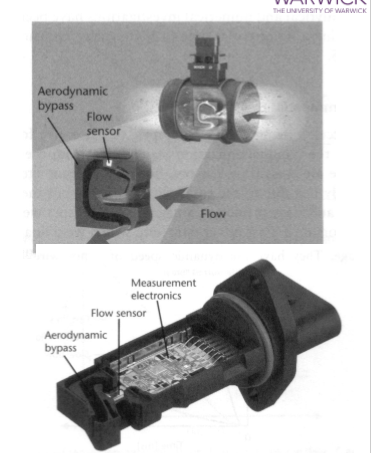 WARWICK
THE UNIVERSITY OF WARWICK
Aerodynamic
bypass
Flow
sensor
Flow
Measurement
electronics
Flow sensor
Aerodynamic
bypass